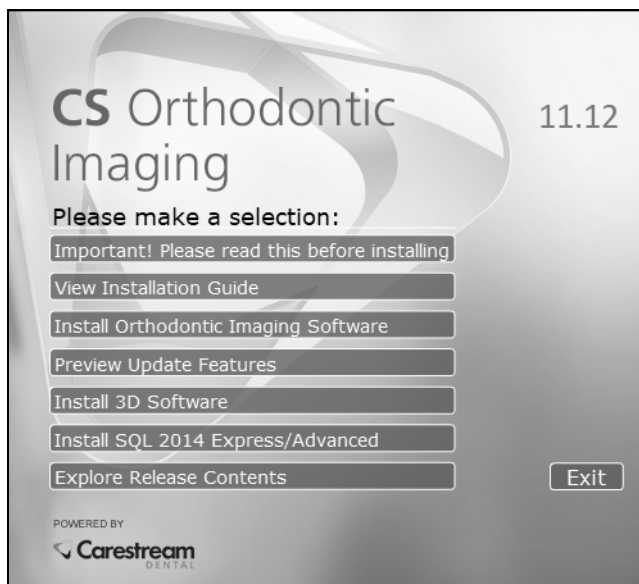 CS Orthodontic
Imaging
11.12
Please make a selection:
Important! Please read this before installing
View Installation Guide
Install Orthodontic Imaging Software
Preview Update Features
Install 3D Software
Install SQL 2014 Express/Advanced
Explore Release Contents
Exit
POWERED BY
Carestream
DENTAL